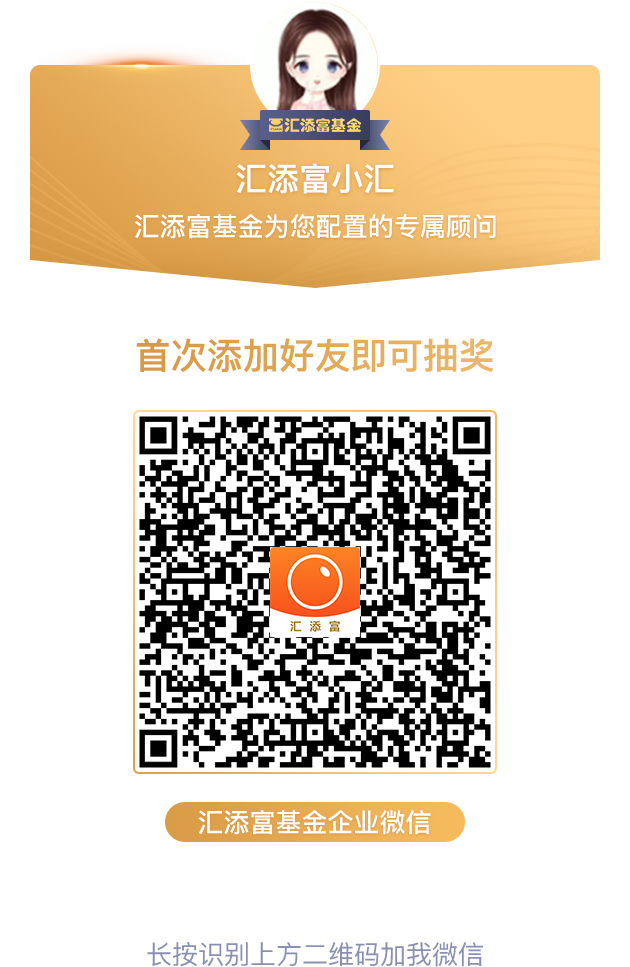 汇添富基金
汇添富小汇
汇添富基金为您配置的专属顾问
首次添加好友即可抽奖
汇添富
汇添富基金企业微信
长按识别上方二维码加我微信